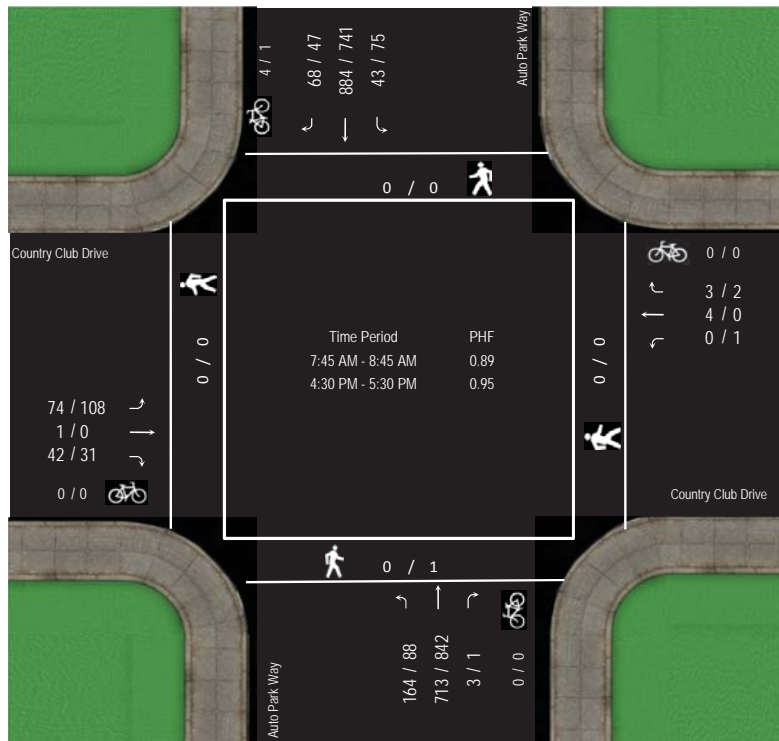 4 / 1
68 / 47
884 / 741
43 / 75
Auto Park Way
0 / 0
Country Club Drive
0 / 0
3 / 2
4 / 0
0 / 1
0 / 0
Time Period PHF
7:45 AM - 8:45 AM 0.89
4:30 PM - 5:30 PM 0.95
0 / 0
74 / 108
1 / 0
42 / 31
0 / 0
Country Club Drive
0 / 1
Auto Park Way
164 / 88
713 / 842
3 / 1
0 / 0